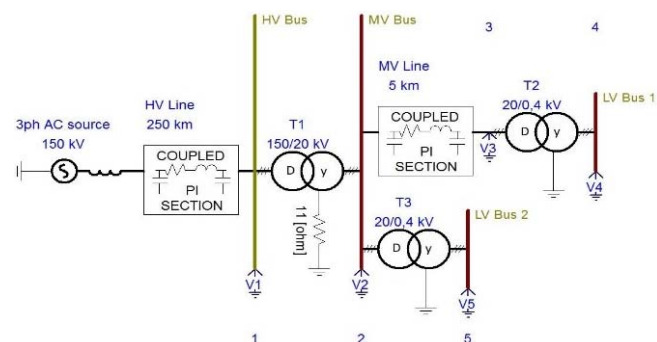 HV Bus
MV Bus
3
4
MV Line
5 km
T2
20/0,4 kV
LV Bus 1
HV Line
250 km
3ph AC source
150 kV
T1
150/20 kV
COUPLED
PI
SECTION
COUPLED
PI
SECTION
D
y
D
y
V3
V4
11 [ohm]
T3
20/0,4 kV
LV Bus 2
D
y
V1
V2
V5
1
2
5